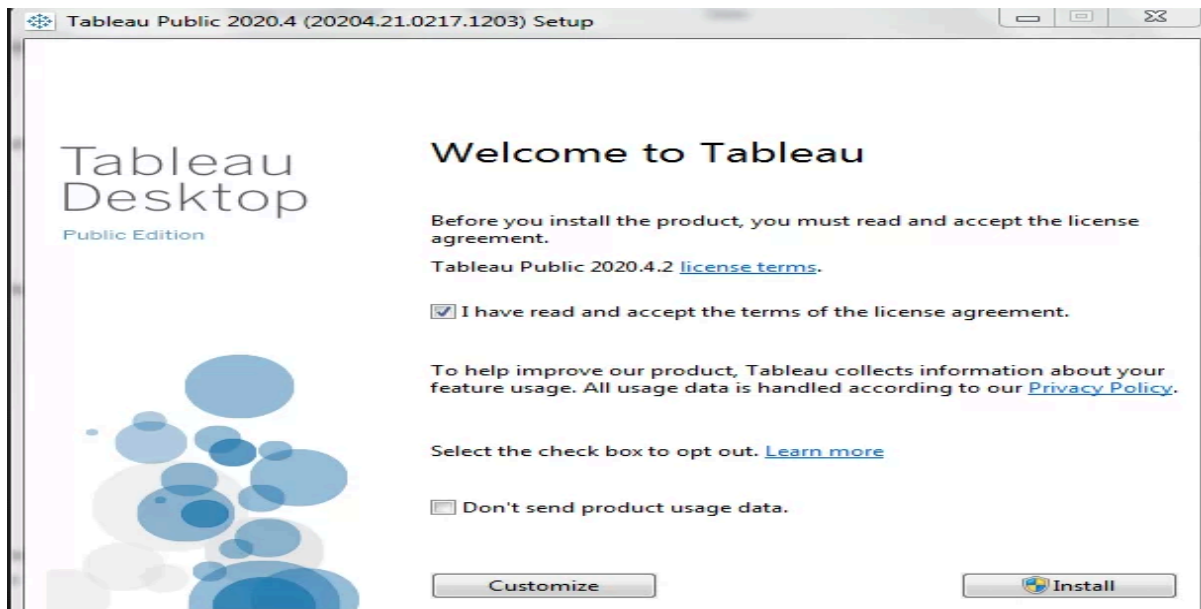 Tableau Public 2020.4 (20204.21.0217.1203) Setup
Tableau
Desktop
Public Edition
Welcome to Tableau
Before you install the product, you must read and accept the license
agreement.
Tableau Public 2020.4.2 license terms.
I have read and accept the terms of the license agreement.
To help improve our product, Tableau collects information about your
feature usage. All usage data is handled according to our Privacy Policy.
Select the check box to opt out. Learn more
Don't send product usage data.
Customize
Install